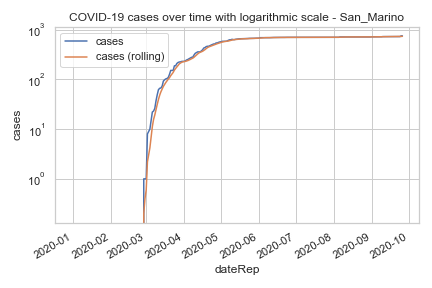 COVID-19 cases over time with logarithmic scale - San_Marino
cases
cases (rolling)
10³
10²
10¹
10⁰
cases
2020-01
2020-02
2020-03
2020-04
2020-05
2020-06
2020-07
2020-08
2020-09
2020-10
dateRep